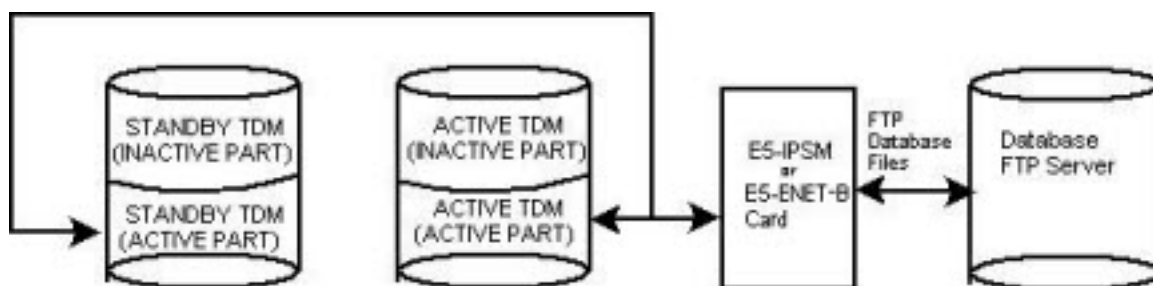 STANDBY TDM
(INACTIVE PART)
STANDBY TDM
(ACTIVE PART)
ACTIVE TDM
(INACTIVE PART)
ACTIVE TDM
(ACTIVE PART)
E5-IPSM
or
E5-ENET-B
Card
FTP
Database
Files
Database
FTP Server